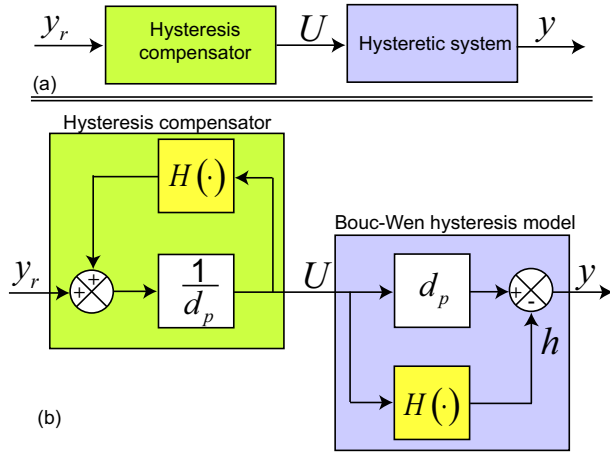 y_r
Hysteresis
compensator
U
Hysteretic system
y
(a)
Hysteresis compensator
H(·)
y_r
+
+
1
d_p
U
Bouc-Wen hysteresis model
d_p
+
-
y
h
H(·)
(b)